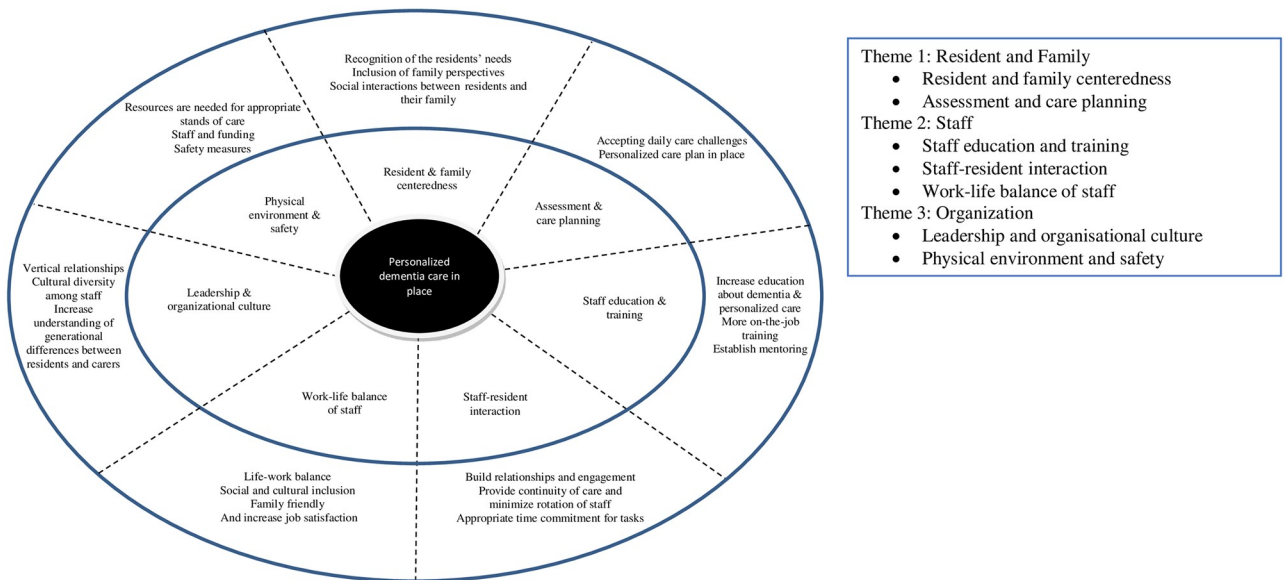 Recognition of the residents' needs
Inclusion of family perspectives
Social interactions between residents and
their family
Accepting daily care challenges
Personalized care plan in place
Increase education
about dementia &
personalized care
More on-the-job
training
Establish mentoring
Build relationships and engagement
Provide continuity of care and
minimize rotation of staff
Appropriate time commitment for tasks
Life-work balance
Social and cultural inclusion
Family friendly
And increase job satisfaction
Vertical relationships
Cultural diversity
among staff
Increase
understanding of
generational
differences between
residents and carers
Resources are needed for appropriate
stands of care
Staff and funding
Safety measures
Resident & family
centeredness
Assessment &
care planning
Staff education &
training
Staff-resident
interaction
Work-life balance
of staff
Leadership &
organizational culture
Physical
environment &
safety
Personalized
dementia care in
place
Theme 1: Resident and Family
• Resident and family centeredness
• Assessment and care planning
Theme 2: Staff
• Staff education and training
• Staff-resident interaction
• Work-life balance of staff
Theme 3: Organization
• Leadership and organisational culture
• Physical environment and safety